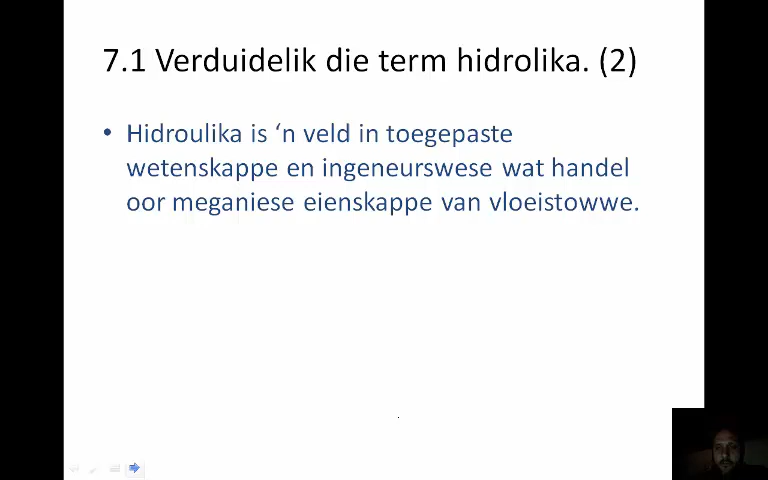 7.1 Verduidelik die term hidrolika. (2)
• Hidroulika is ‘n veld in toegepaste
wetenskappe en ingeneurswese wat handel
oor meganiese eienskappe van vloeistowwe.